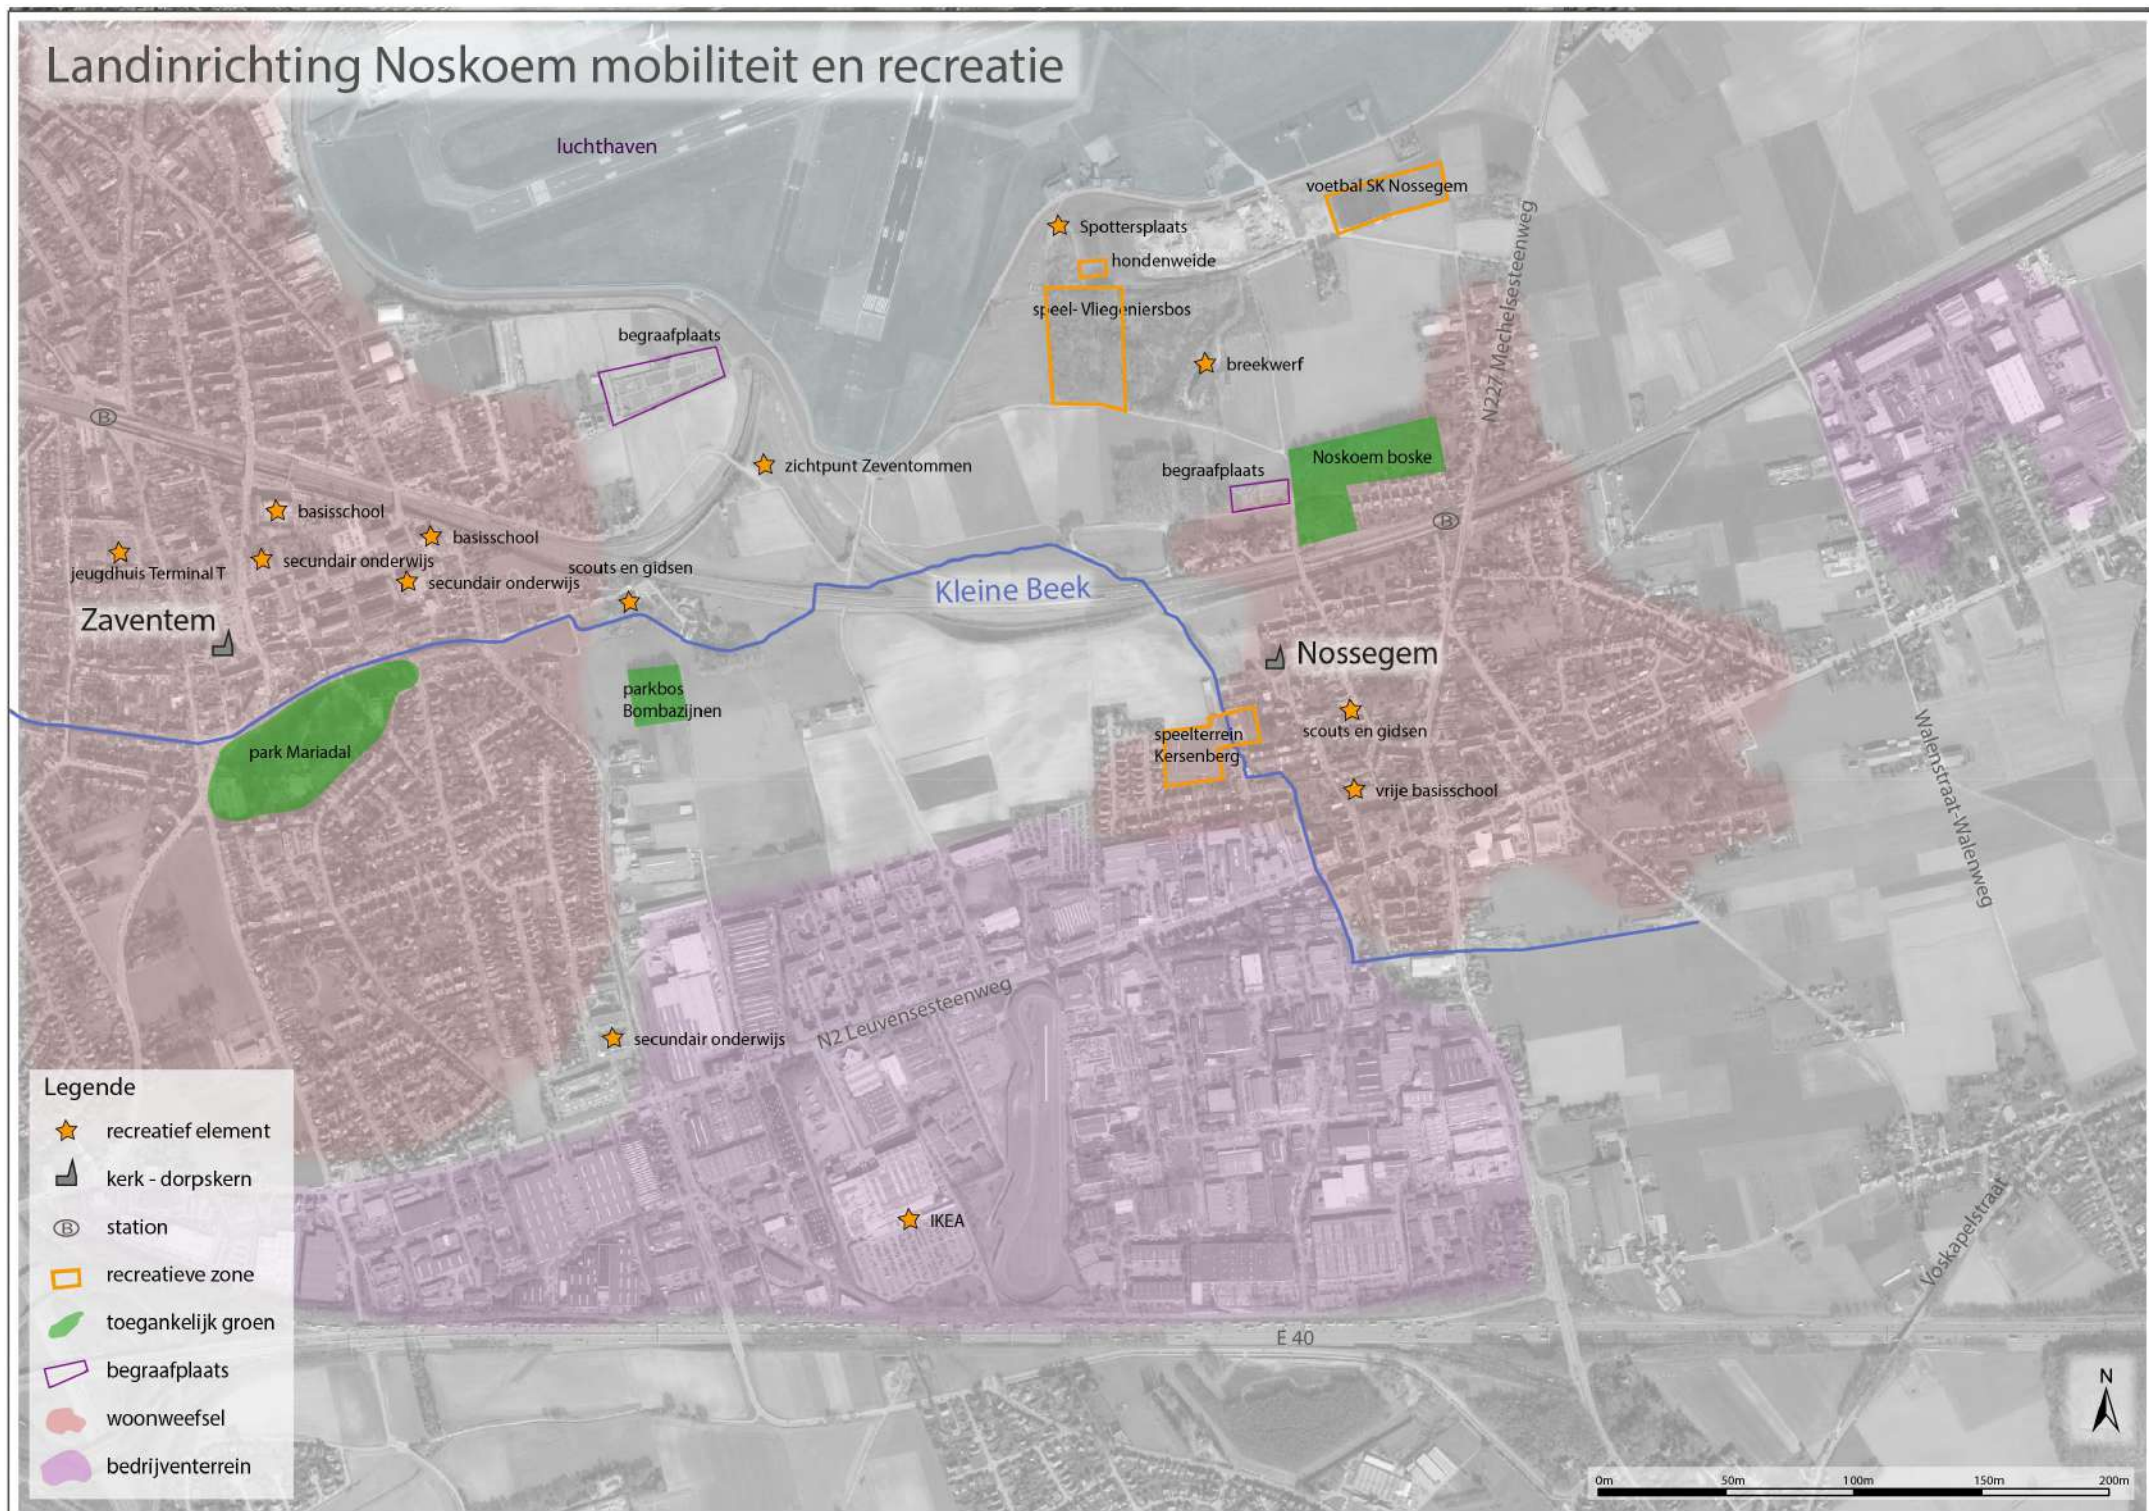 Landinrichting Noskoem mobiliteit en recreatie
luchthaven
voetbal SK Nossegem
Spottersplaats
hondenweide
speel- Vliegeniersbos
N227 Mechelsesteenweg
begraafplaats
breekwerf
B
zichtpunt Zeventommen
begraafplaats
Noskoem boske
B
basisschool
basisschool
secundair onderwijs
jeugdhuis Terminal T
secundair onderwijs
scouts en gidsen
Kleine Beek
Zaventem
Nossegem
parkbos
Bombazijnen
park Mariadal
speelterrein
Kersenberg
scouts en gidsen
vrije basisschool
Walenstraat-Walenweg
N2 Leuvensesteenweg
secundair onderwijs
IKEA
Voskapelstraat
E 40
Legende
recreatief element
kerk - dorpskern
B station
recreatieve zone
toegankelijk groen
begraafplaats
woonweefsel
bedrijventerrein
N
0m 50m 100m 150m 200m